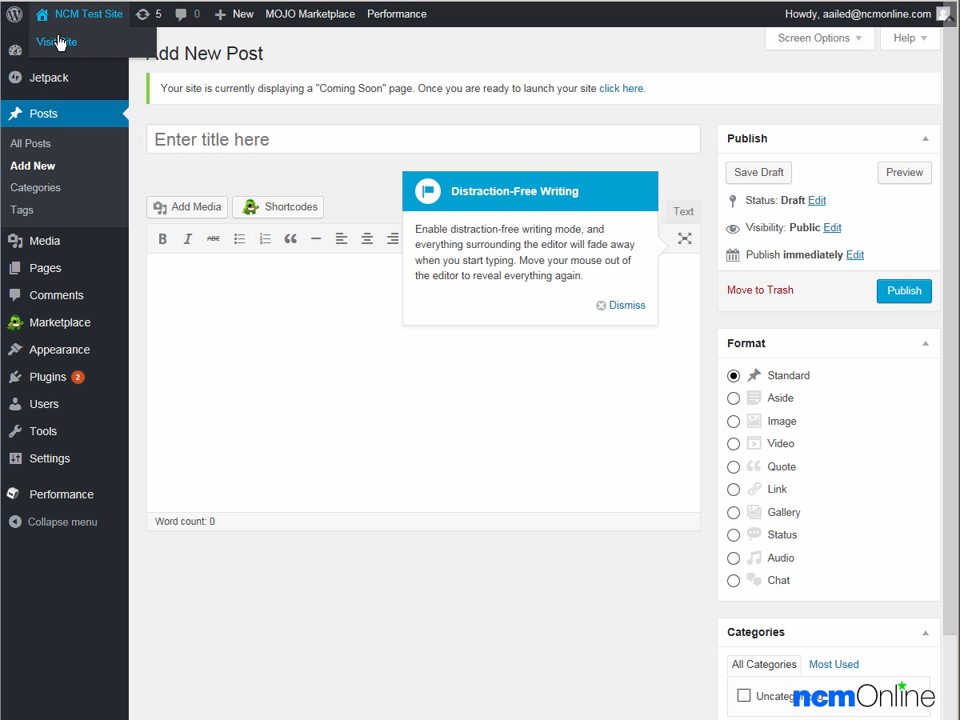 NCM Test Site 5 0 New MOJO Marketplace Performance Howdy, aailed@ncmonline.com
Visit Site
Screen Options Help
Add New Post
Your site is currently displaying a "Coming Soon" page. Once you are ready to launch your site click here.
Jetpack
Posts
All Posts
Add New
Categories
Tags
Media
Pages
Comments
Marketplace
Appearance
Plugins 2
Users
Tools
Settings
Performance
Collapse menu
Enter title here
Add Media Shortcodes
Text
B I ABC
Distraction-Free Writing
Enable distraction-free writing mode, and
everything surrounding the editor will fade away
when you start typing. Move your mouse out of
the editor to reveal everything again.
Dismiss
Word count: 0
Publish
Save Draft Preview
Status: Draft Edit
Visibility: Public Edit
Publish immediately Edit
Move to Trash Publish
Format
Standard
Aside
Image
Video
Quote
Link
Gallery
Status
Audio
Chat
Categories
All Categories Most Used
ncmOnline